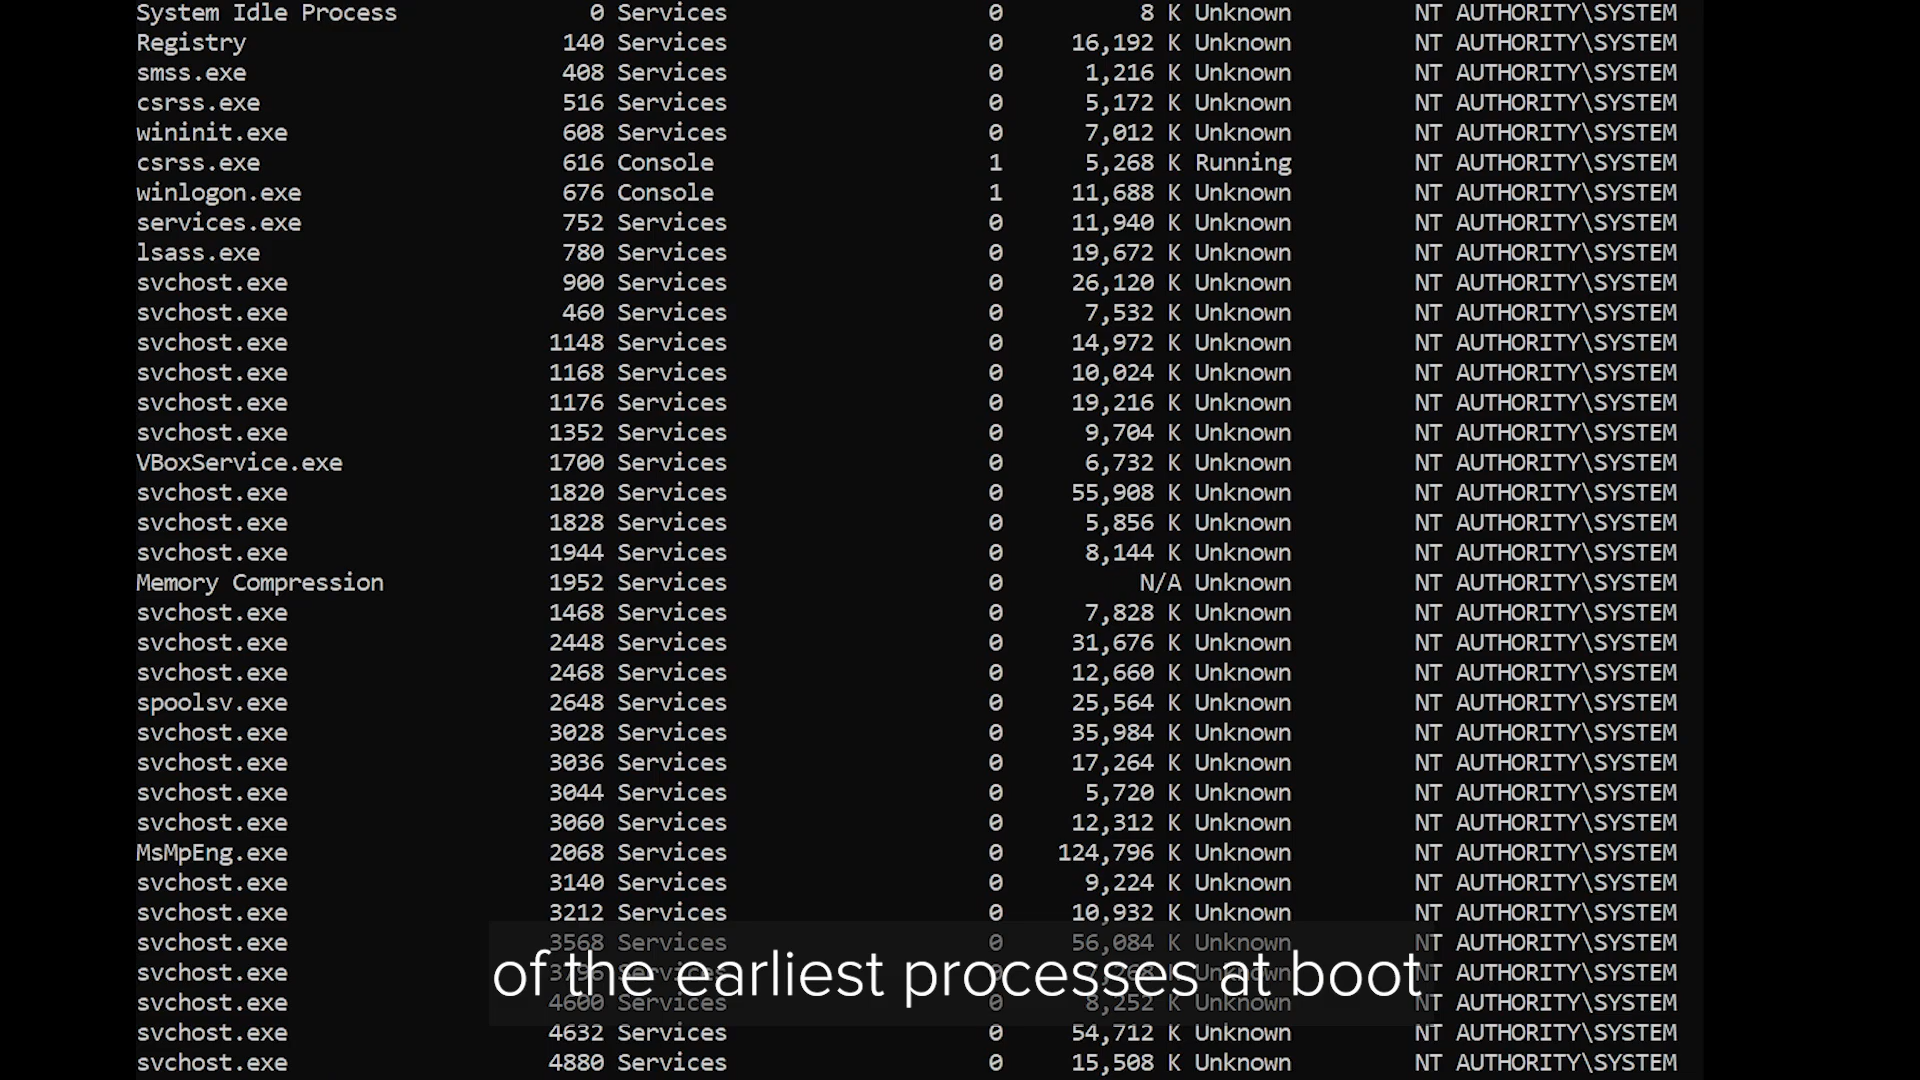 System Idle Process 0 Services 0 8 K Unknown NT AUTHORITY\SYSTEM
Registry 140 Services 0 16,192 K Unknown NT AUTHORITY\SYSTEM
smss.exe 408 Services 0 1,216 K Unknown NT AUTHORITY\SYSTEM
csrss.exe 516 Services 0 5,172 K Unknown NT AUTHORITY\SYSTEM
wininit.exe 608 Services 0 7,012 K Unknown NT AUTHORITY\SYSTEM
csrss.exe 616 Console 1 5,268 K Running NT AUTHORITY\SYSTEM
winlogon.exe 676 Console 1 11,688 K Unknown NT AUTHORITY\SYSTEM
services.exe 752 Services 0 11,940 K Unknown NT AUTHORITY\SYSTEM
lsass.exe 780 Services 0 19,672 K Unknown NT AUTHORITY\SYSTEM
svchost.exe 900 Services 0 26,120 K Unknown NT AUTHORITY\SYSTEM
svchost.exe 460 Services 0 7,532 K Unknown NT AUTHORITY\SYSTEM
svchost.exe 1148 Services 0 14,972 K Unknown NT AUTHORITY\SYSTEM
svchost.exe 1168 Services 0 10,024 K Unknown NT AUTHORITY\SYSTEM
svchost.exe 1176 Services 0 19,216 K Unknown NT AUTHORITY\SYSTEM
svchost.exe 1352 Services 0 9,704 K Unknown NT AUTHORITY\SYSTEM
VBoxService.exe 1700 Services 0 6,732 K Unknown NT AUTHORITY\SYSTEM
svchost.exe 1820 Services 0 55,908 K Unknown NT AUTHORITY\SYSTEM
svchost.exe 1828 Services 0 5,856 K Unknown NT AUTHORITY\SYSTEM
svchost.exe 1944 Services 0 8,144 K Unknown NT AUTHORITY\SYSTEM
Memory Compression 1952 Services 0 N/A Unknown NT AUTHORITY\SYSTEM
svchost.exe 1468 Services 0 7,828 K Unknown NT AUTHORITY\SYSTEM
svchost.exe 2448 Services 0 31,676 K Unknown NT AUTHORITY\SYSTEM
svchost.exe 2468 Services 0 12,660 K Unknown NT AUTHORITY\SYSTEM
spoolsv.exe 2648 Services 0 25,564 K Unknown NT AUTHORITY\SYSTEM
svchost.exe 3028 Services 0 35,984 K Unknown NT AUTHORITY\SYSTEM
svchost.exe 3036 Services 0 17,264 K Unknown NT AUTHORITY\SYSTEM
svchost.exe 3044 Services 0 5,720 K Unknown NT AUTHORITY\SYSTEM
svchost.exe 3060 Services 0 12,312 K Unknown NT AUTHORITY\SYSTEM
MsMpEng.exe 2068 Services 0 124,796 K Unknown NT AUTHORITY\SYSTEM
svchost.exe 3140 Services 0 9,224 K Unknown NT AUTHORITY\SYSTEM
svchost.exe 3212 Services 0 10,932 K Unknown NT AUTHORITY\SYSTEM
svchost.exe 3568 Services 0 56,084 K Unknown NT AUTHORITY\SYSTEM
svchost.exe NT AUTHORITY\SYSTEM
of the earliest processes at boot
svchost.exe 4600 Services 0 8,252 K Unknown NT AUTHORITY\SYSTEM
svchost.exe 4632 Services 0 54,712 K Unknown NT AUTHORITY\SYSTEM
svchost.exe 4880 Services 0 15,508 K Unknown NT AUTHORITY\SYSTEM